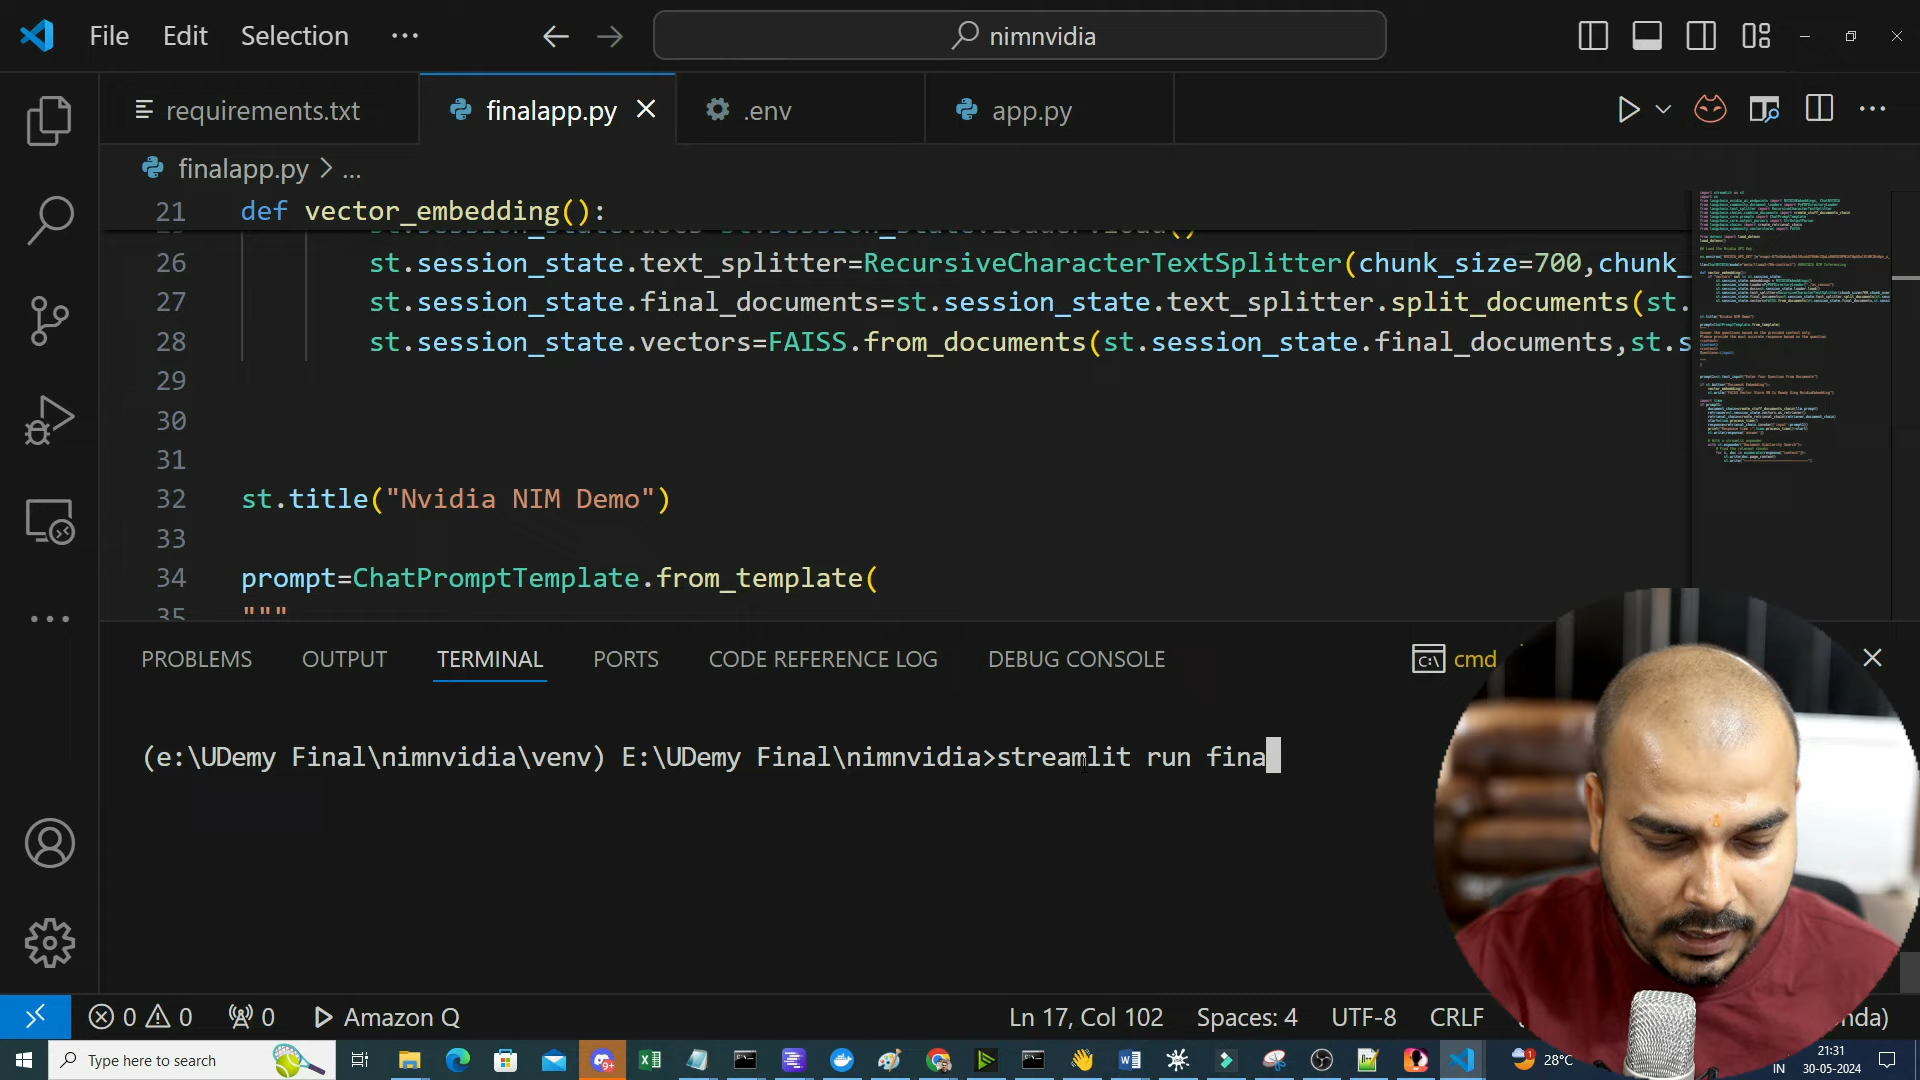 File Edit Selection ... nimnvidia
requirements.txt finalapp.py .env app.py
finalapp.py > ...
21 def vector_embedding():
26 st.session_state.text_splitter=RecursiveCharacterTextSplitter(chunk_size=700,chunk_
27 st.session_state.final_documents=st.session_state.text_splitter.split_documents(st.
28 st.session_state.vectors=FAISS.from_documents(st.session_state.final_documents,st.s
29
30
31
32 st.title("Nvidia NIM Demo")
33
34 prompt=ChatPromptTemplate.from_template(
35 """
PROBLEMS OUTPUT TERMINAL PORTS CODE REFERENCE LOG DEBUG CONSOLE cmd
(e:\UDemy Final\nimnvidia\venv) E:\UDemy Final\nimnvidia>streamlit run fina
0 0 0 Amazon Q Ln 17, Col 102 Spaces: 4 UTF-8 CRLF
Type here to search 28°C IN 21:31
30-05-2024